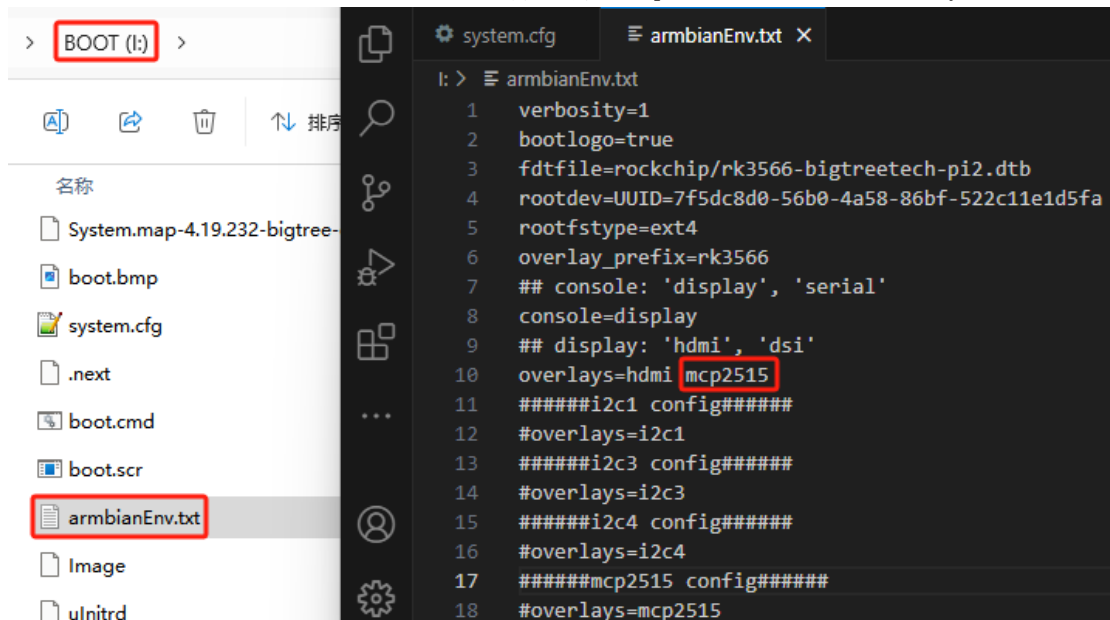 BOOT (I:)
排序
名称
System.map-4.19.232-bigtree-
boot.bmp
system.cfg
.next
boot.cmd
boot.scr
armbianEnv.txt
Image
uInitrd
system.cfg
armbianEnv.txt
I: > armbianEnv.txt
1 verbosity=1
2 bootlogo=true
3 fdtfile=rockchip/rk3566-bigtreetech-pi2.dtb
4 rootdev=UUID=7f5dc8d0-56b0-4a58-86bf-522c11e1d5fa
5 rootfstype=ext4
6 overlay_prefix=rk3566
7 ## console: 'display', 'serial'
8 console=display
9 ## display: 'hdmi', 'dsi'
10 overlays=hdmi mcp2515
11 ######i2c1 config######
12 #overlays=i2c1
13 ######i2c3 config######
14 #overlays=i2c3
15 ######i2c4 config######
16 #overlays=i2c4
17 ######mcp2515 config######
18 #overlays=mcp2515